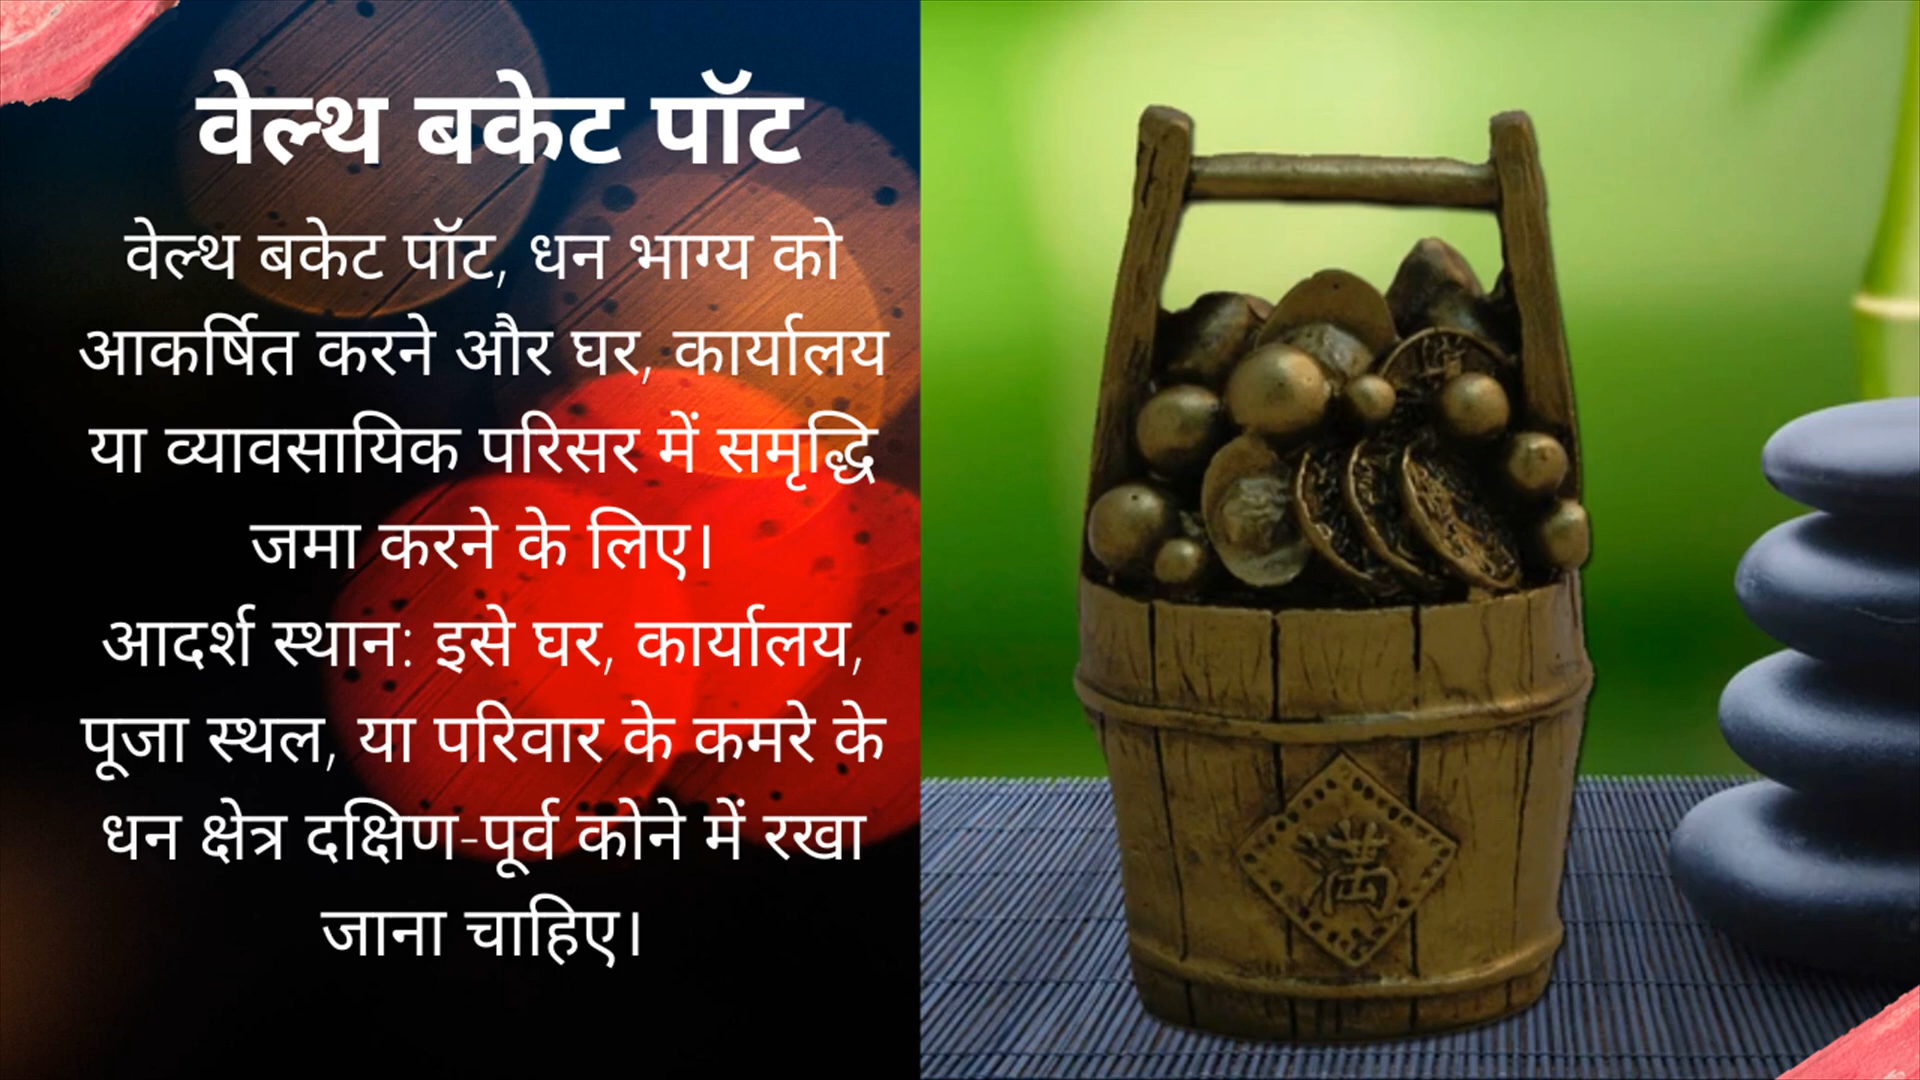 वेल्थ बकेट पॉट
वेल्थ बकेट पॉट, धन भाग्य को
आकर्षित करने और घर, कार्यालय
या व्यावसायिक परिसर में समृद्धि
जमा करने के लिए।
आदर्श स्थान: इसे घर, कार्यालय,
पूजा स्थल, या परिवार के कमरे के
धन क्षेत्र दक्षिण-पूर्व कोने में रखा
जाना चाहिए।
満